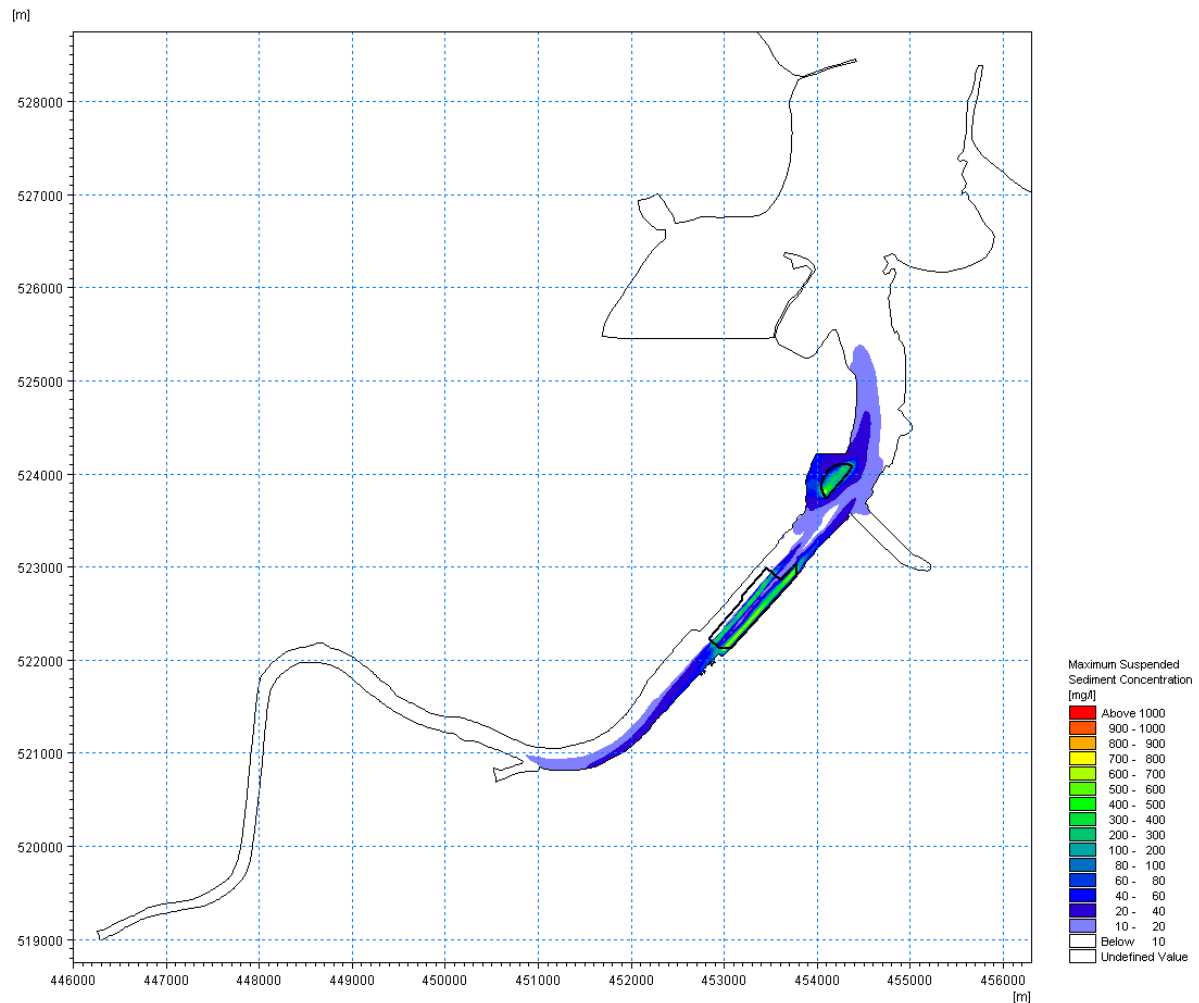 [m]
528000
527000
526000
525000
524000
523000
522000
521000
520000
519000
446000 447000 448000 449000 450000 451000 452000 453000 454000 455000 456000
[m]
Maximum Suspended
Sediment Concentration
[mg/l]
Above 1000
900 - 1000
800 - 900
700 - 800
600 - 700
500 - 600
400 - 500
300 - 400
200 - 300
100 - 200
80 - 100
60 - 80
40 - 60
20 - 40
10 - 20
Below 10
Undefined Value